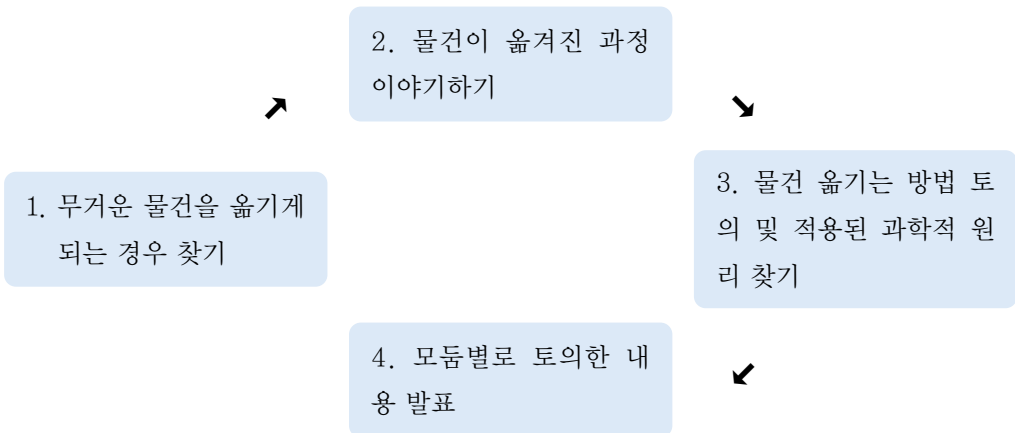 1. 무거운 물건을 옮기게
되는 경우 찾기
2. 물건이 옮겨진 과정
이야기하기
3. 물건 옮기는 방법 토
의 및 적용된 과학적 원
리 찾기
4. 모둠별로 토의한 내
용 발표